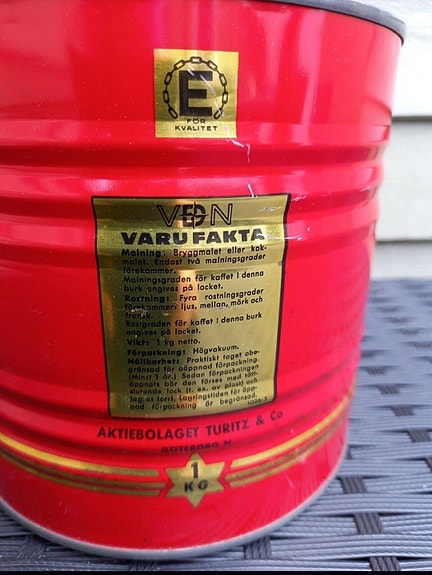 E
FÖR
KVALITET
VDN
VARUFAKTA
Malning: Bryggmalet eller kok-
malet. Endast två malningsgrader
förekommer.
Malningsgraden för kaffet i denna
burk angives på locket.
Rostning: Fyra rostningsgrader
förekommer: ljus, mellan, mörk och
fransk.
Rostgraden för kaffet i denna burk
angives på locket.
Vikt: 1 kg netto.
Förpackning: Högvakuum.
Hållbarhet: Praktiskt taget obe-
gränsad för oöppnad förpackning.
(Minst 1 år.) Sedan förpackningen
öppnats bör den förses med tätt-
slutande lock (t. ex. av plast) och
lagras torrt. Lagringstiden för öpp-
nad förpackning är begränsad.
AKTIEBOLAGET TURITZ & Co
GÖTEBORG N
1
KG